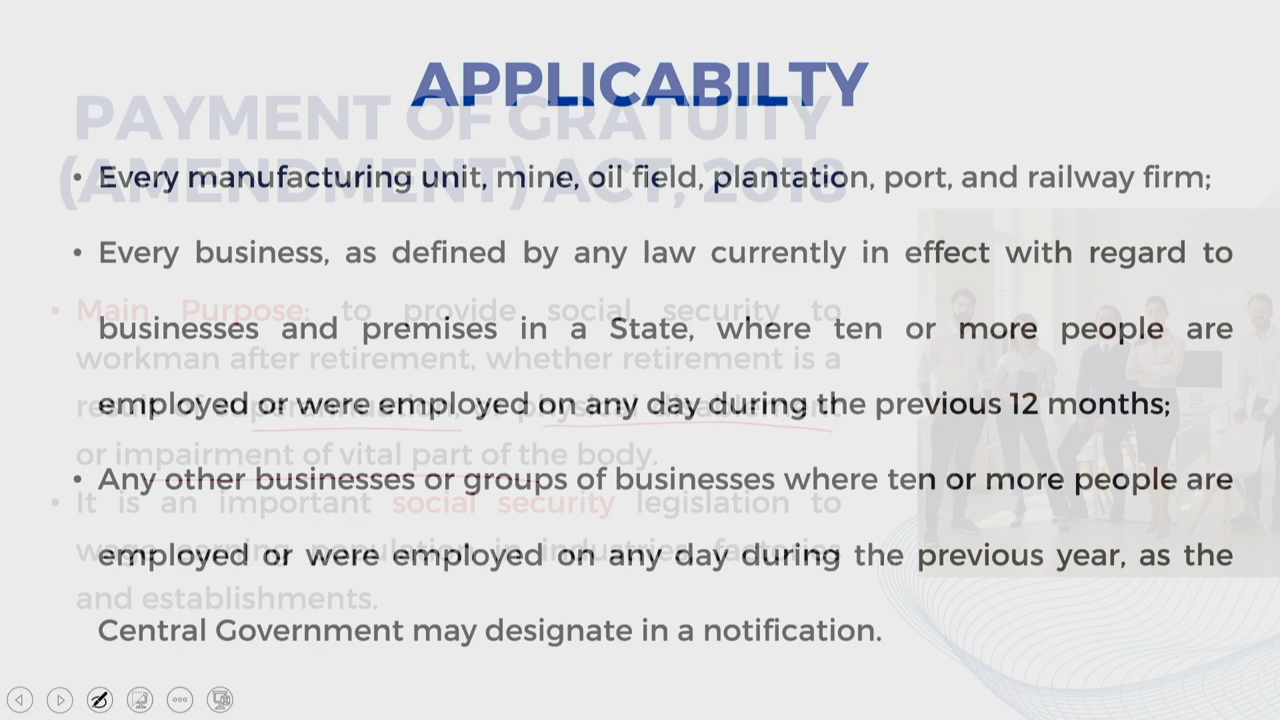 APPLICABILTY
• Every manufacturing unit, mine, oil field, plantation, port, and railway firm;
• Every business, as defined by any law currently in effect with regard to
businesses and premises in a State, where ten or more people are
employed or were employed on any day during the previous 12 months;
• Any other businesses or groups of businesses where ten or more people are
employed or were employed on any day during the previous year, as the
Central Government may designate in a notification.
PAYMENT OF GRATUITY
(AMENDMENT) ACT, 2018
• Main Purpose: to provide social security to
workman after retirement, whether retirement is a
or impairment of vital part of the body.
• It is an important social security legislation to
wage earning population in industries factories
and establishments.